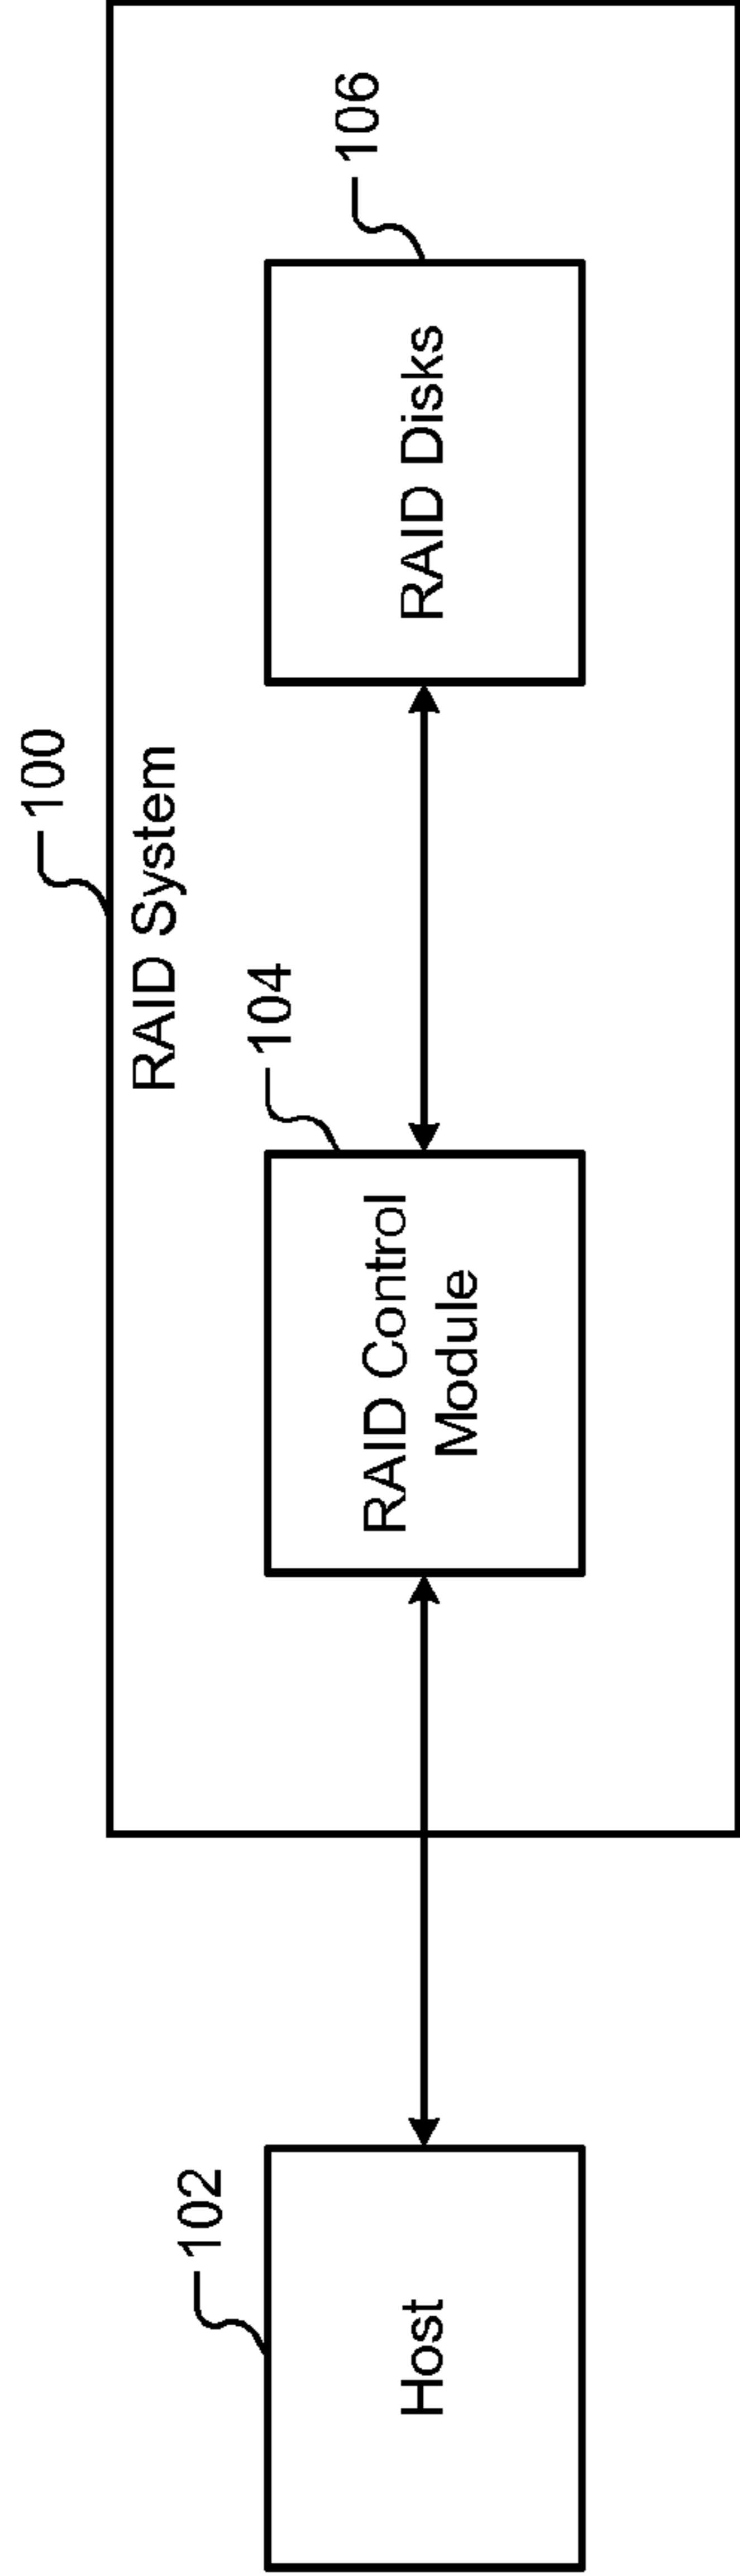 100
RAID System
102
104
106
Host
RAID Control
Module
RAID Disks